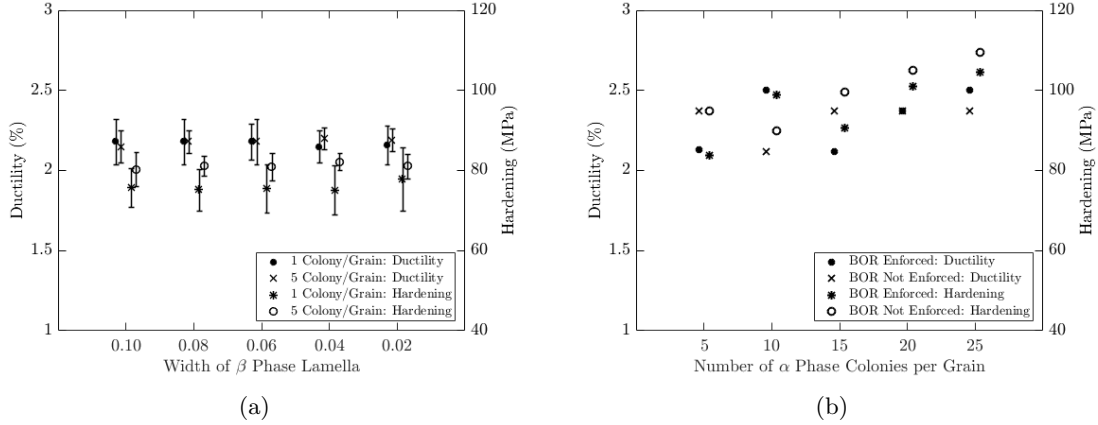 3
2.5
2
1.5
1
Ductility (%)
120
100
80
60
40
Hardening (MPa)
1 Colony/Grain: Ductility
5 Colony/Grain: Ductility
1 Colony/Grain: Hardening
5 Colony/Grain: Hardening
0.10 0.08 0.06 0.04 0.02
Width of β Phase Lamella
(a)
3
2.5
2
1.5
1
Ductility (%)
120
100
80
60
40
Hardening (MPa)
BOR Enforced: Ductility
BOR Not Enforced: Ductility
BOR Enforced: Hardening
BOR Not Enforced: Hardening
5 10 15 20 25
Number of α Phase Colonies per Grain
(b)